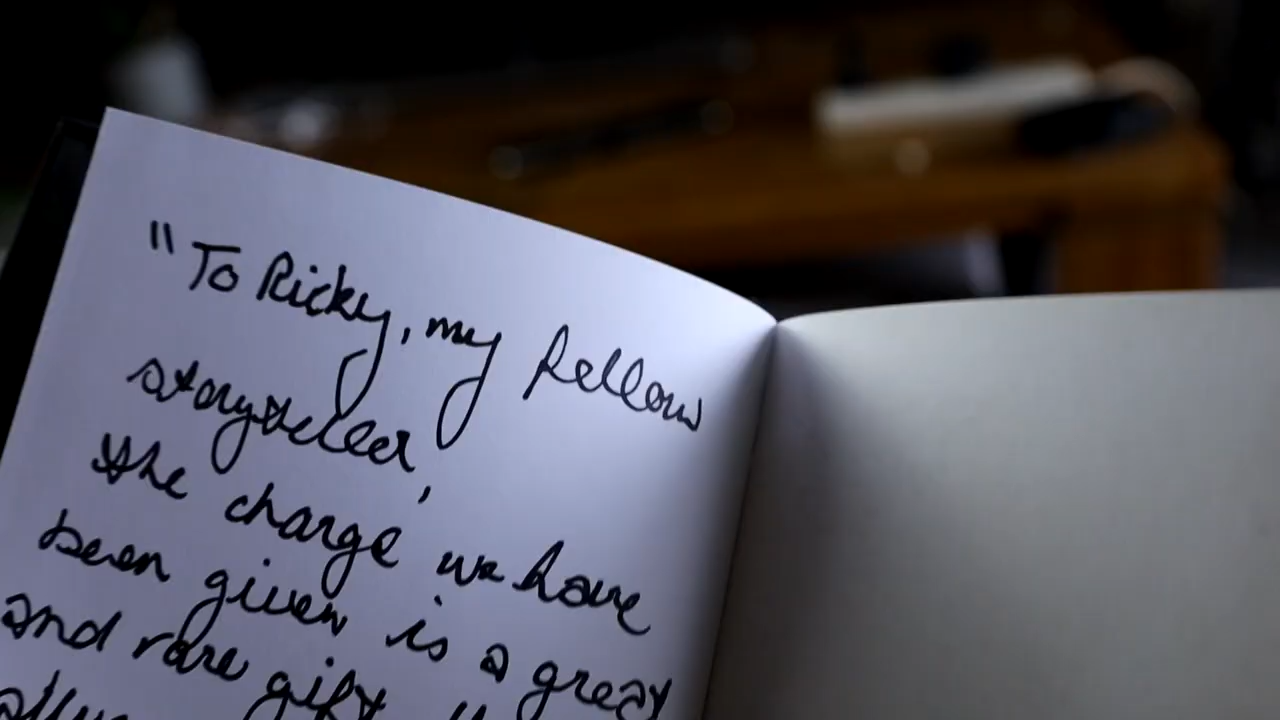 "To Ricky, my fellow
storyteller,
the charge we have
been given is a great
and rare gift